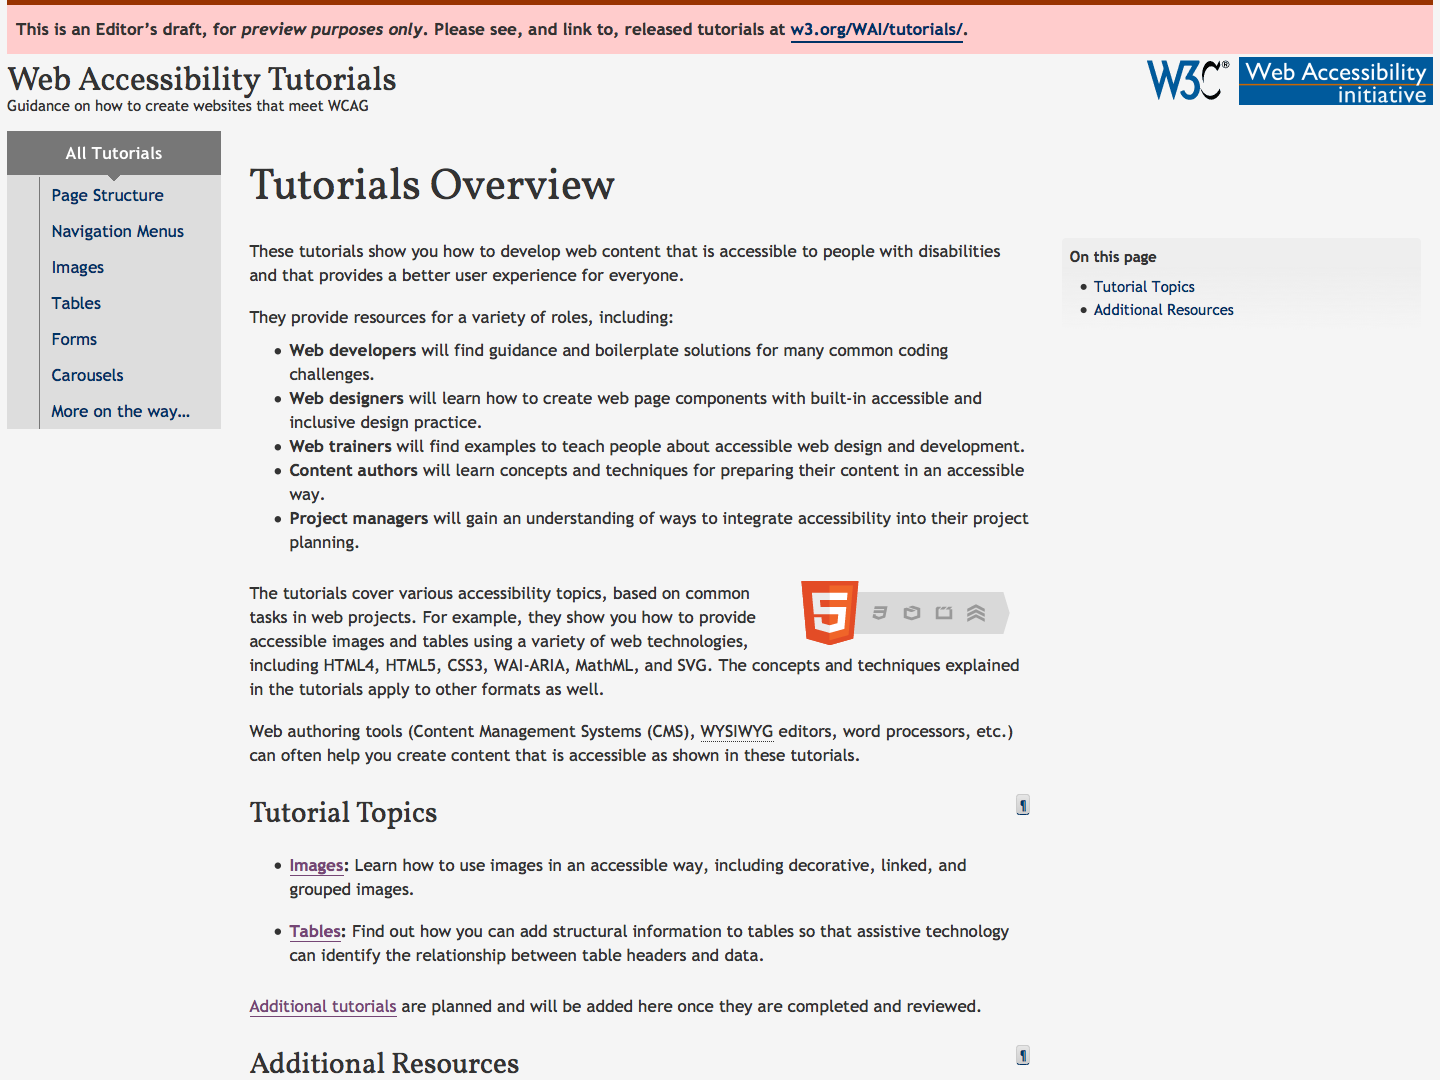 This is an Editor’s draft, for preview purposes only. Please see, and link to, released tutorials at w3.org/WAI/tutorials/.
Web Accessibility Tutorials
Guidance on how to create websites that meet WCAG
W3C®
Web Accessibility
initiative
All Tutorials
Page Structure
Navigation Menus
Images
Tables
Forms
Carousels
More on the way...
Tutorials Overview
These tutorials show you how to develop web content that is accessible to people with disabilities
and that provides a better user experience for everyone.
They provide resources for a variety of roles, including:
• Web developers will find guidance and boilerplate solutions for many common coding
challenges.
• Web designers will learn how to create web page components with built-in accessible and
inclusive design practice.
• Web trainers will find examples to teach people about accessible web design and development.
• Content authors will learn concepts and techniques for preparing their content in an accessible
way.
• Project managers will gain an understanding of ways to integrate accessibility into their project
planning.
The tutorials cover various accessibility topics, based on common
tasks in web projects. For example, they show you how to provide
accessible images and tables using a variety of web technologies,
including HTML4, HTML5, CSS3, WAI-ARIA, MathML, and SVG. The concepts and techniques explained
in the tutorials apply to other formats as well.
5
Web authoring tools (Content Management Systems (CMS), WYSIWYG editors, word processors, etc.)
can often help you create content that is accessible as shown in these tutorials.
Tutorial Topics
¶
• Images: Learn how to use images in an accessible way, including decorative, linked, and
grouped images.
• Tables: Find out how you can add structural information to tables so that assistive technology
can identify the relationship between table headers and data.
Additional tutorials are planned and will be added here once they are completed and reviewed.
Additional Resources
¶
On this page
• Tutorial Topics
• Additional Resources